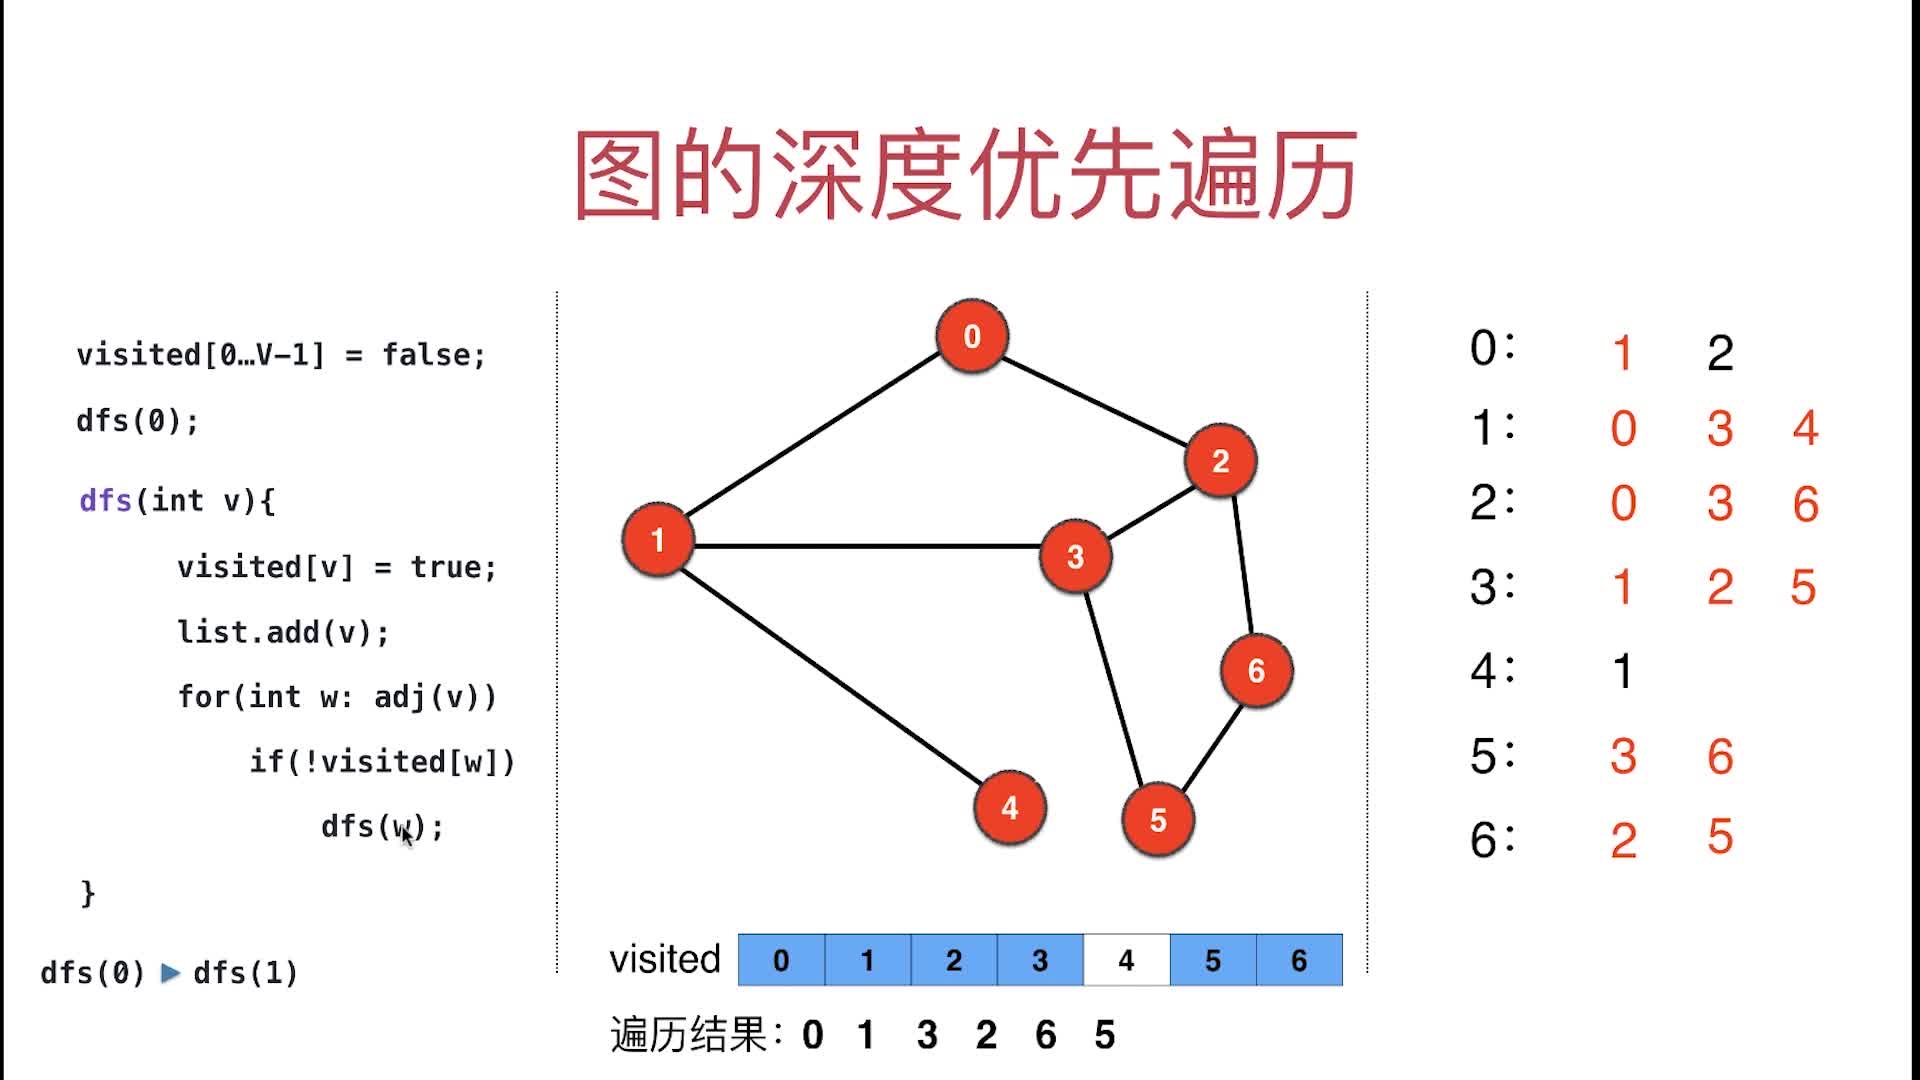 图的深度优先遍历
visited[0…V-1] = false;
dfs(0);
dfs(int v){
visited[v] = true;
list.add(v);
for(int w: adj(v))
if(!visited[w])
dfs(w);
}
dfs(0) ▶ dfs(1)
0
2
1
3
6
4
5
visited 0 1 2 3 4 5 6
遍历结果：0 1 3 2 6 5
0: 1 2
1: 0 3 4
2: 0 3 6
3: 1 2 5
4: 1
5: 3 6
6: 2 5